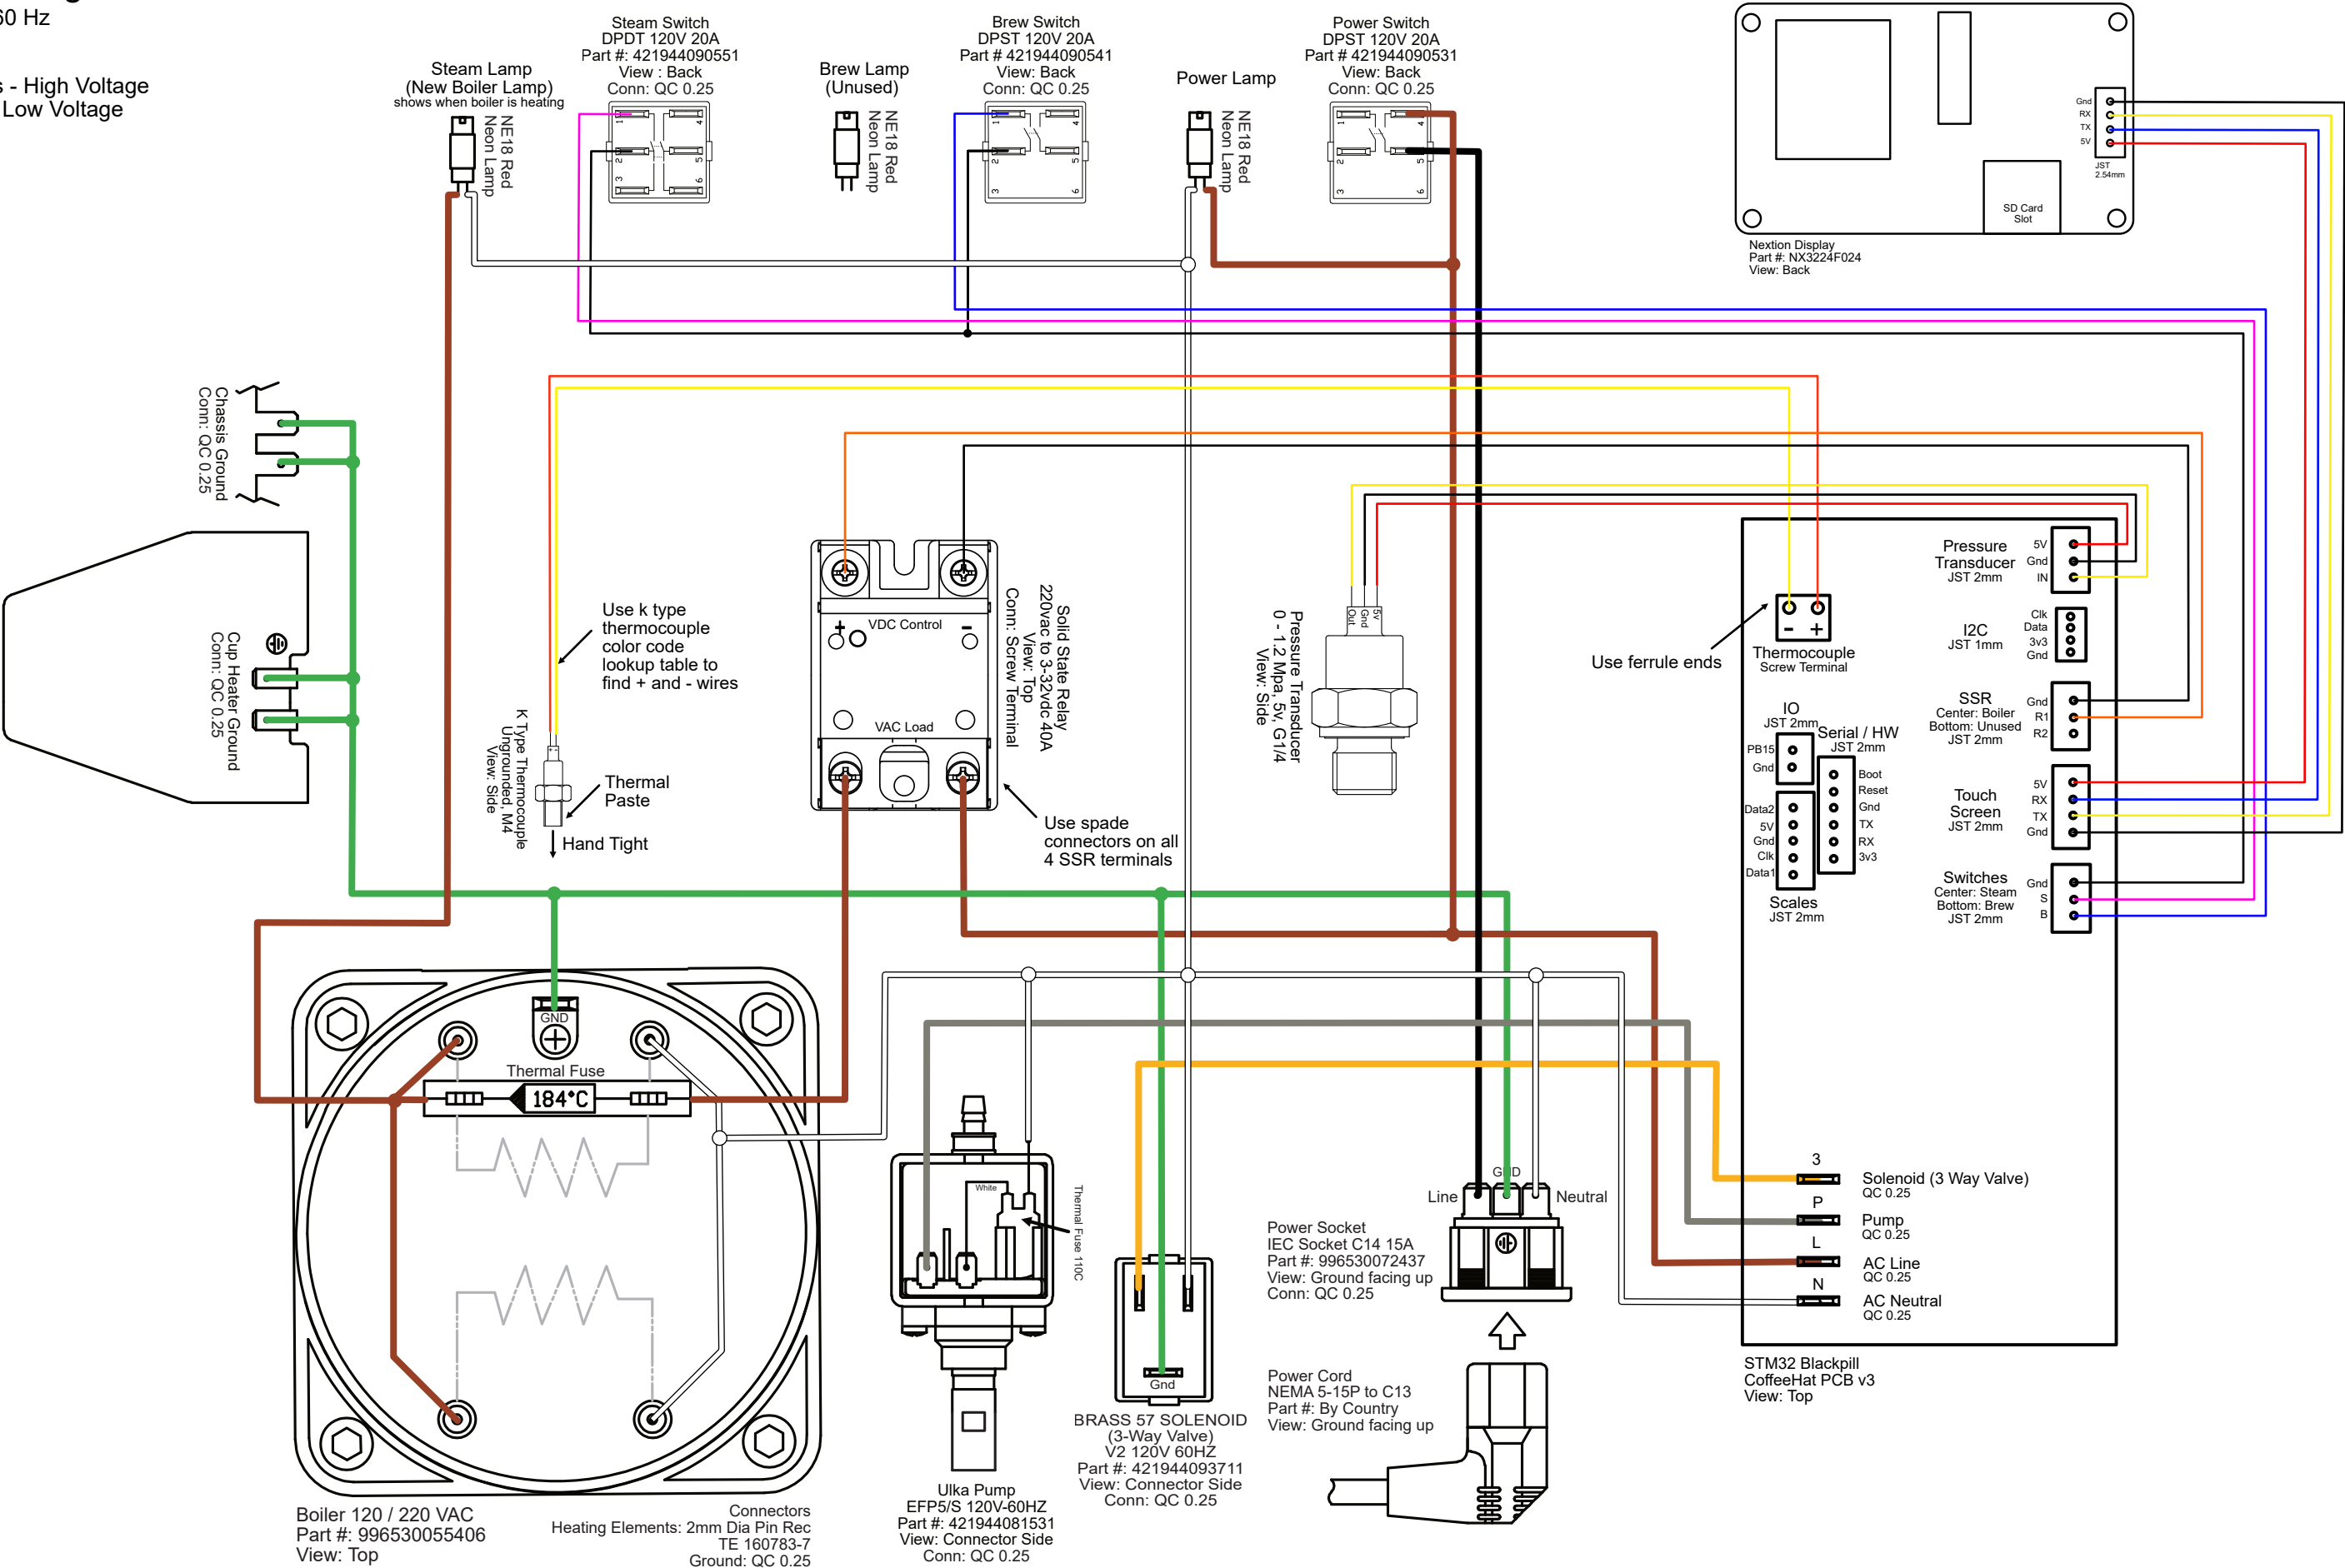 60 Hz
s - High Voltage
Low Voltage
Steam Lamp
(New Boiler Lamp)
shows when boiler is heating
NE18 Red
Neon Lamp
Steam Switch
DPDT 120V 20A
Part #: 421944090551
View : Back
Conn: QC 0.25
1
2
3
4
5
6
Brew Lamp
(Unused)
NE18 Red
Neon Lamp
Brew Switch
DPST 120V 20A
Part # 421944090541
View: Back
Conn: QC 0.25
1
2
3
4
5
6
Power Lamp
NE18 Red
Neon Lamp
Power Switch
DPST 120V 20A
Part # 421944090531
View: Back
Conn: QC 0.25
1
2
3
4
5
6
Gnd
RX
TX
5V
JST
2.54mm
SD Card
Slot
Nextion Display
Part #: NX3224F024
View: Back
Chassis Ground
Conn: QC 0.25
Cup Heater Ground
Conn: QC 0.25
Use k type
thermocouple
color code
lookup table to
find + and - wires
K Type Thermocouple
Ungrounded, M4
View: Side
Thermal
Paste
Hand Tight
+
VDC Control
-
VAC Load
Solid State Relay
220vac to 3-32vdc 40A
View: Top
Conn: Screw Terminal
Use spade
connectors on all
4 SSR terminals
Out
Gnd
5v
Pressure Transducer
0 - 1.2 Mpa, 5v, G1/4
View: Side
Use ferrule ends
- +
Thermocouple
Screw Terminal
Pressure
Transducer
JST 2mm
5V
Gnd
IN
I2C
JST 1mm
Clk
Data
3v3
Gnd
SSR
Center: Boiler
Bottom: Unused
JST 2mm
Gnd
R1
R2
IO
JST 2mm
PB15
Gnd
Serial / HW
JST 2mm
Boot
Reset
Gnd
TX
RX
3v3
Data2
5V
Gnd
Clk
Data1
Scales
JST 2mm
Touch
Screen
JST 2mm
5V
RX
TX
Gnd
Switches
Center: Steam
Bottom: Brew
JST 2mm
Gnd
S
B
3
Solenoid (3 Way Valve)
QC 0.25
P
Pump
QC 0.25
L
AC Line
QC 0.25
N
AC Neutral
QC 0.25
STM32 Blackpill
CoffeeHat PCB v3
View: Top
GND
Thermal Fuse
184°C
Boiler 120 / 220 VAC
Part #: 996530055406
View: Top
Connectors
Heating Elements: 2mm Dia Pin Rec
TE 160783-7
Ground: QC 0.25
White
Thermal Fuse 110C
Ulka Pump
EFP5/S 120V-60HZ
Part #: 421944081531
View: Connector Side
Conn: QC 0.25
Gnd
BRASS 57 SOLENOID
(3-Way Valve)
V2 120V 60HZ
Part #: 421944093711
View: Connector Side
Conn: QC 0.25
Line
GND
Neutral
Power Socket
IEC Socket C14 15A
Part #: 996530072437
View: Ground facing up
Conn: QC 0.25
Power Cord
NEMA 5-15P to C13
Part #: By Country
View: Ground facing up